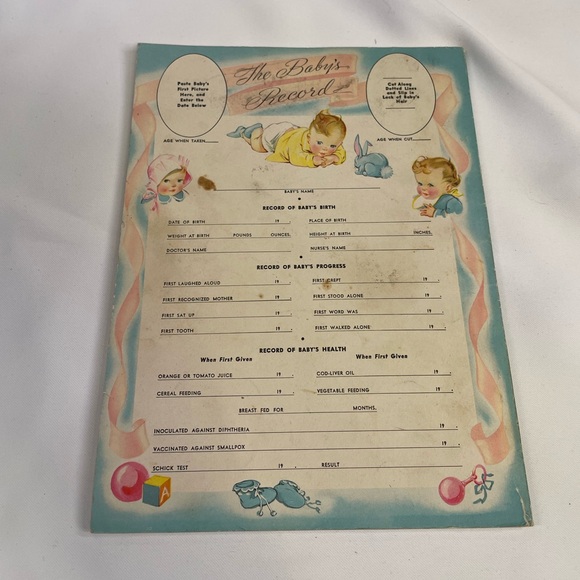 The Baby's
Record
Paste Baby's
First Picture
Here, and
Enter the
Date Below
AGE WHEN TAKEN
Cut Along
Dotted Lines
and Slip in
Lock of Baby's
Hair
AGE WHEN CUT
BABY'S NAME
RECORD OF BABY'S BIRTH
DATE OF BIRTH 19 PLACE OF BIRTH
WEIGHT AT BIRTH POUNDS OUNCES, HEIGHT AT BIRTH INCHES,
DOCTOR'S NAME NURSE'S NAME
RECORD OF BABY'S PROGRESS
FIRST LAUGHED ALOUD 19 . FIRST CREPT 19 .
FIRST RECOGNIZED MOTHER 19 . FIRST STOOD ALONE 19 .
FIRST SAT UP 19 . FIRST WORD WAS 19 .
FIRST TOOTH 19 . FIRST WALKED ALONE 19 .
RECORD OF BABY'S HEALTH
When First Given When First Given
ORANGE OR TOMATO JUICE 19 . COD-LIVER OIL 19 .
CEREAL FEEDING 19 . VEGETABLE FEEDING 19 .
BREAST FED FOR MONTHS,
INOCULATED AGAINST DIPHTHERIA 19 .
VACCINATED AGAINST SMALLPOX 19 .
SCHICK TEST 19 . RESULT
A